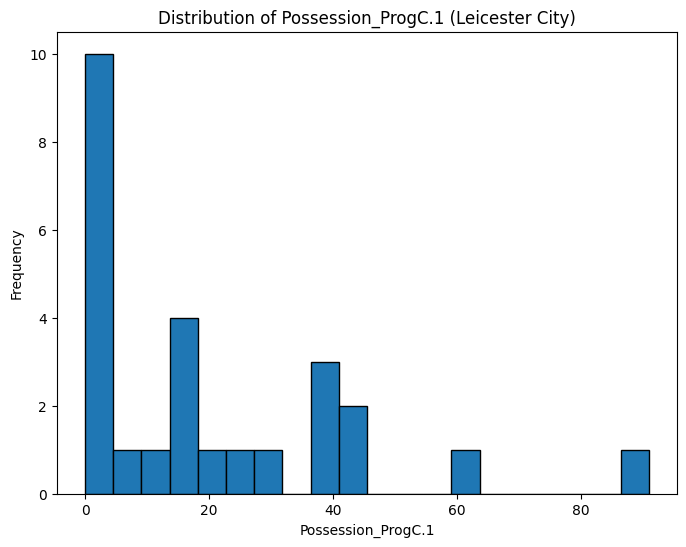 Distribution of Possession_ProgC.1 (Leicester City)
10
8
6
4
2
0
Frequency
0 20 40 60 80
Possession_ProgC.1